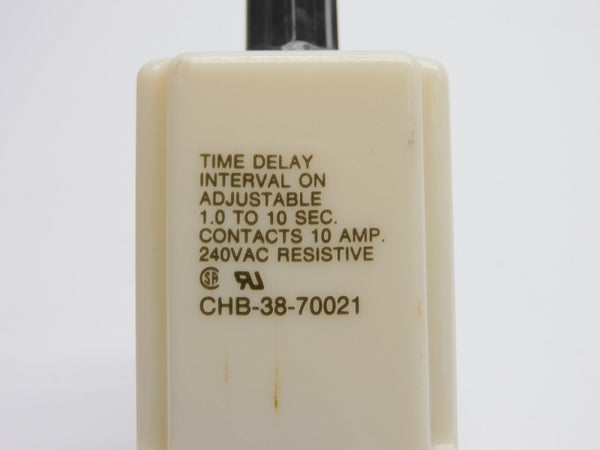 TIME DELAY
INTERVAL ON
ADJUSTABLE
1.0 TO 10 SEC.
CONTACTS 10 AMP.
240VAC RESISTIVE
CHB-38-70021